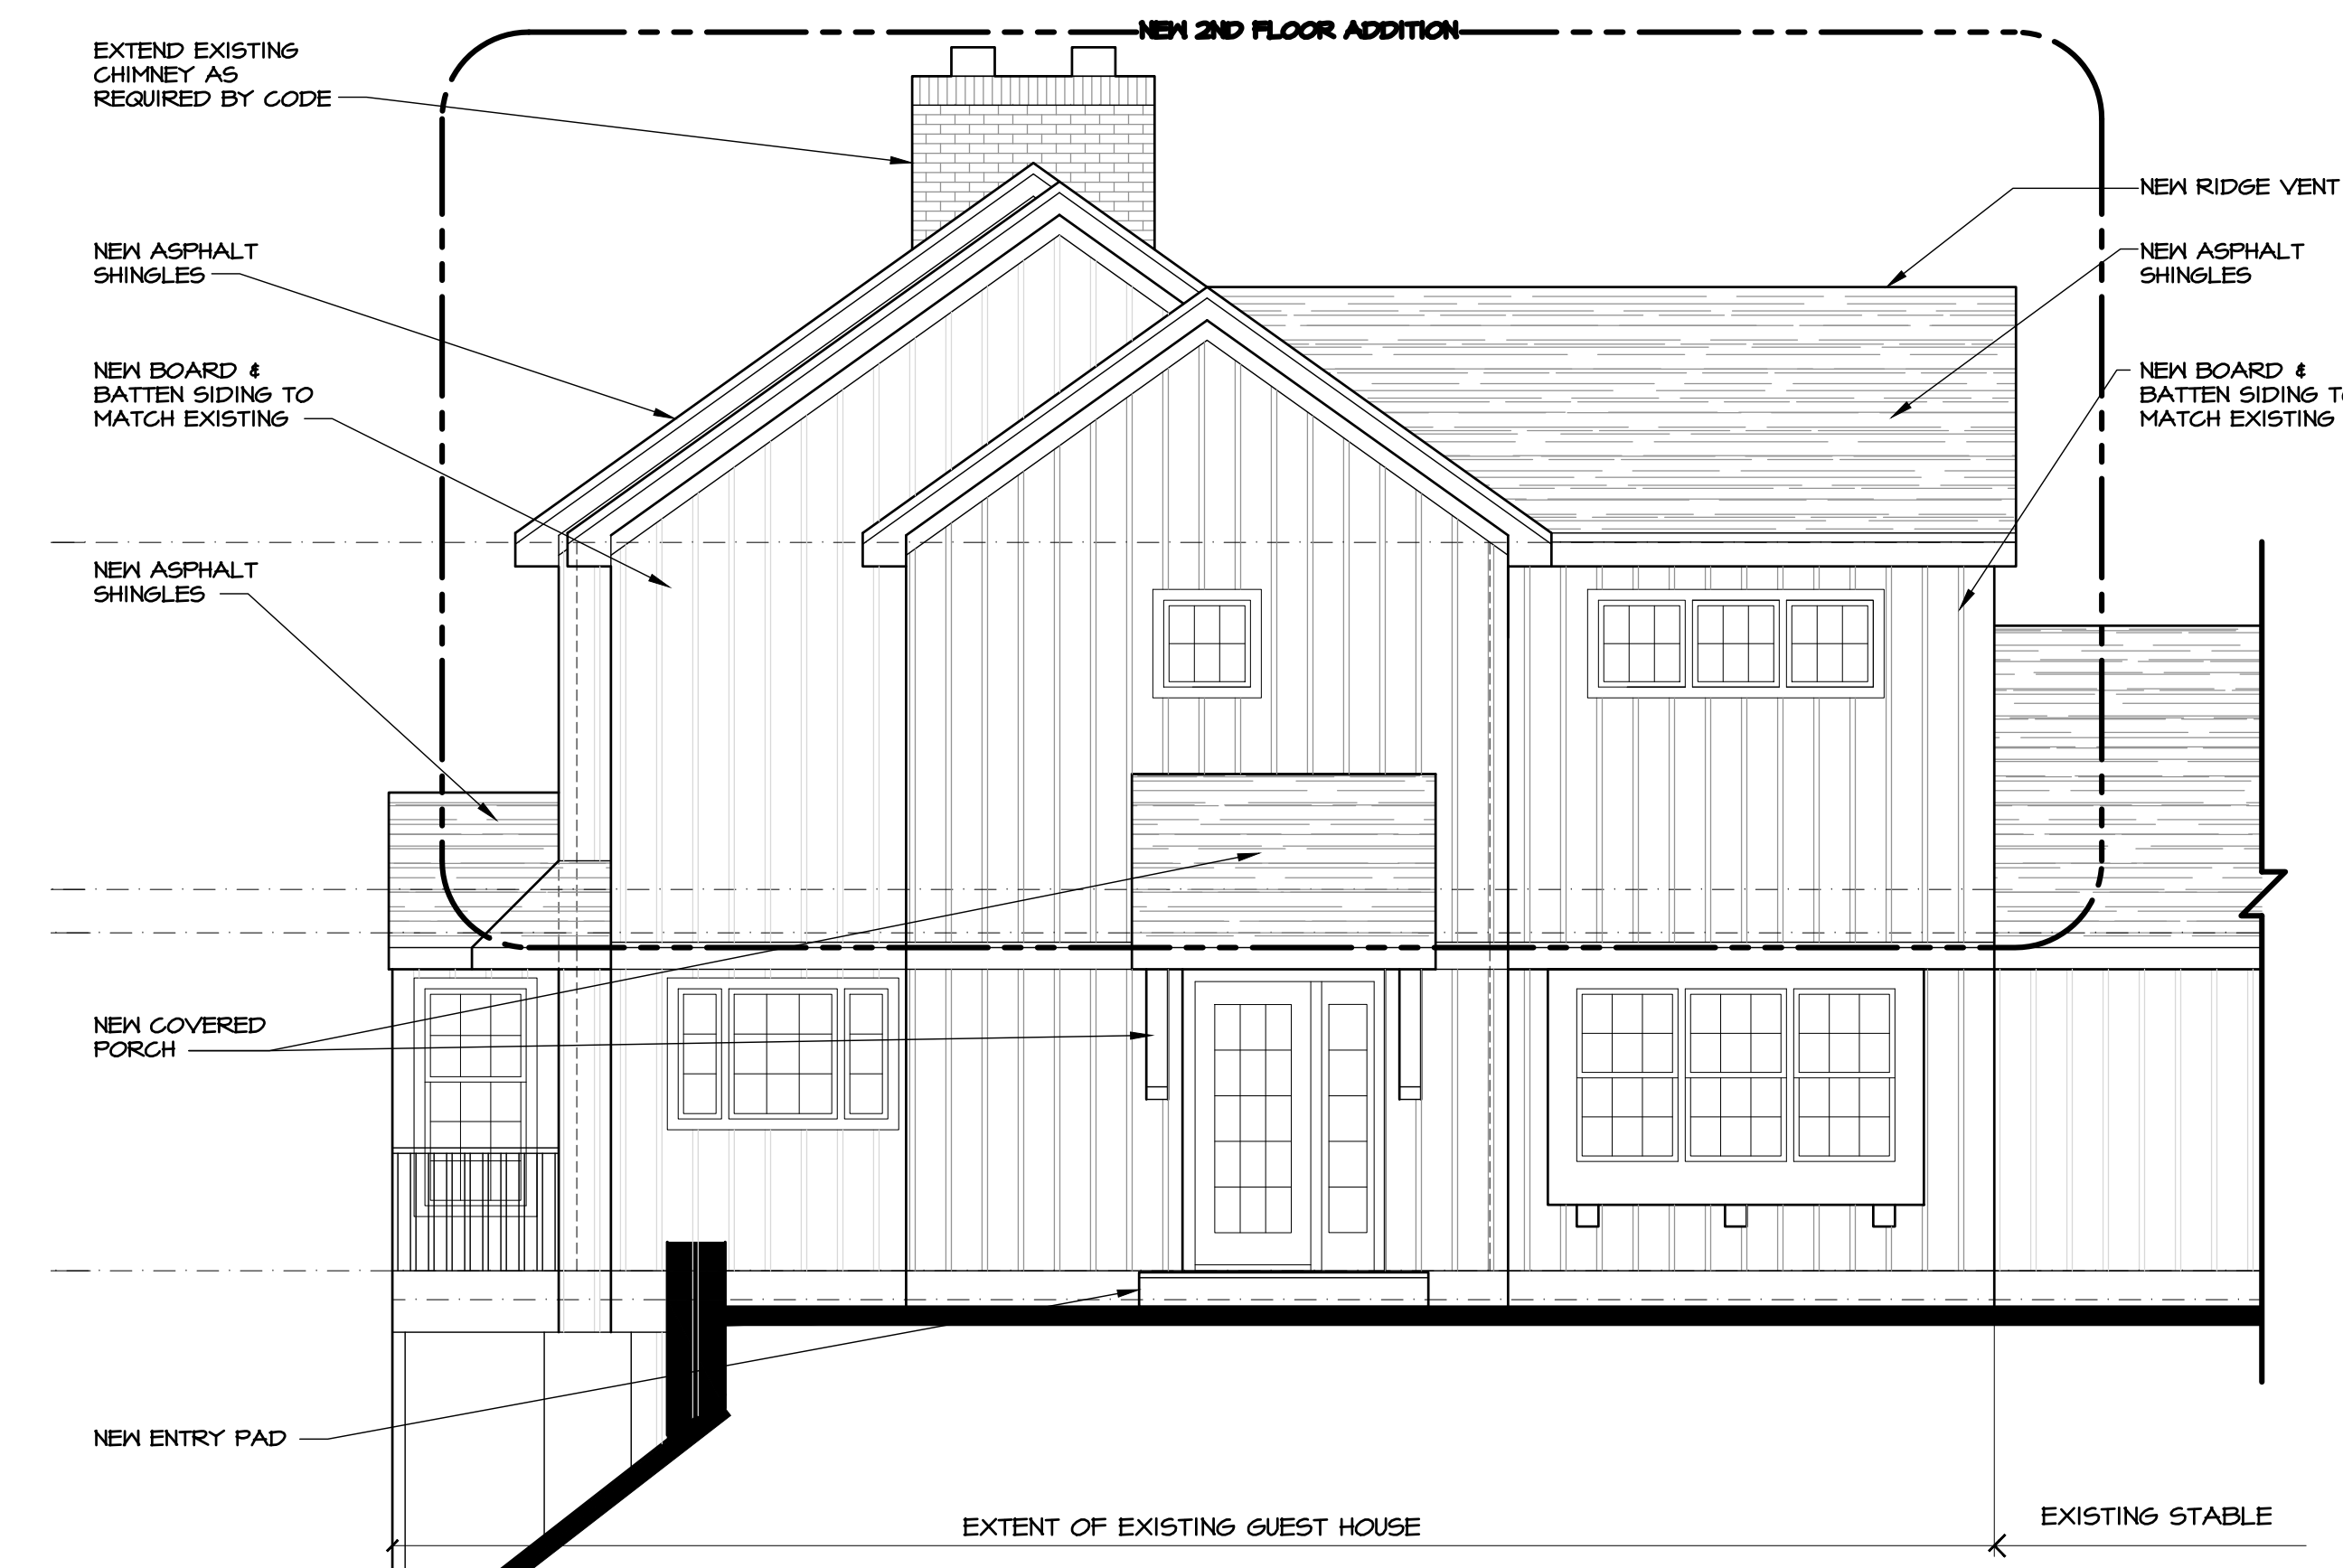 NEW 2ND FLOOR ADDITION
EXTEND EXISTING
CHIMNEY AS
REQUIRED BY CODE
NEW ASPHALT
SHINGLES
NEW BOARD &
BATTEN SIDING TO
MATCH EXISTING
NEW ASPHALT
SHINGLES
NEW COVERED
PORCH
NEW ENTRY PAD
NEW RIDGE VENT
NEW ASPHALT
SHINGLES
NEW BOARD &
BATTEN SIDING TO
MATCH EXISTING
EXTENT OF EXISTING GUEST HOUSE
EXISTING STABLE